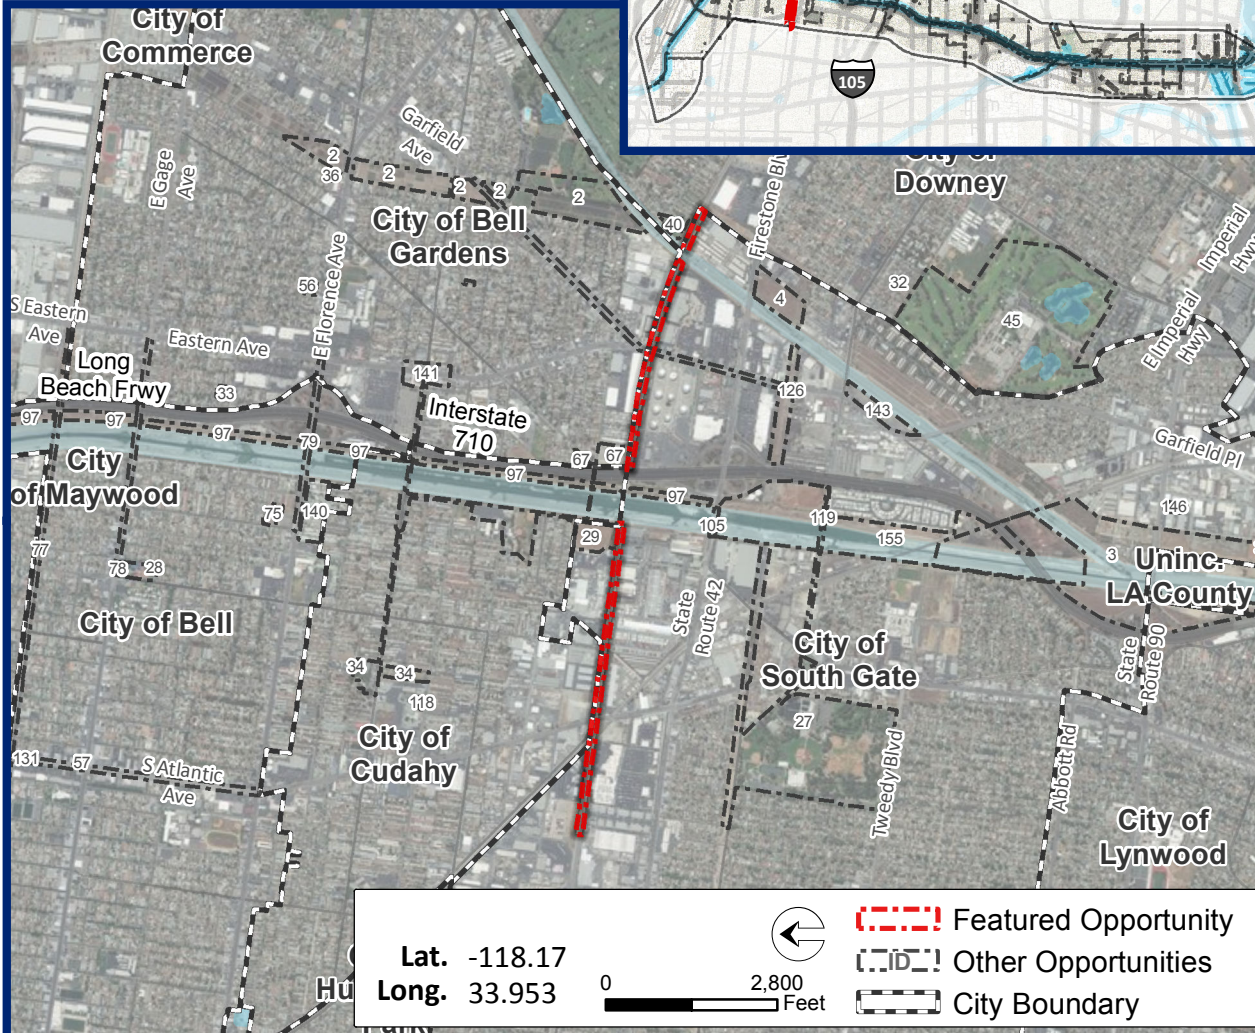 City of
Commerce
105
City of
Downey
Garfield
Ave
E Gage
Ave
2
36
2
2
2
2
City of Bell
Gardens
40
Firestone Blv
Imperial
Hwy
32
4
45
E Imperial
Hwy
56
E Florence Ave
S Eastern
Ave
Eastern Ave
Long
Beach Frwy
33
141
Interstate
710
126
143
Garfield Pl
97
97
97
79
97
97
67
67
97
City
of Maywood
75
140
29
105
119
155
146
3
Uninc.
LA County
77
78
28
City of Bell
State
Route 42
City of
South Gate
State
Route 90
34
34
118
27
City of
Cudahy
131
57
S Atlantic
Ave
Tweedy Blvd
Abbott Rd
City of
Lynwood
Hu
Park
Lat. -118.17
Long. 33.953
0 2,800
Feet
Featured Opportunity
ID Other Opportunities
City Boundary